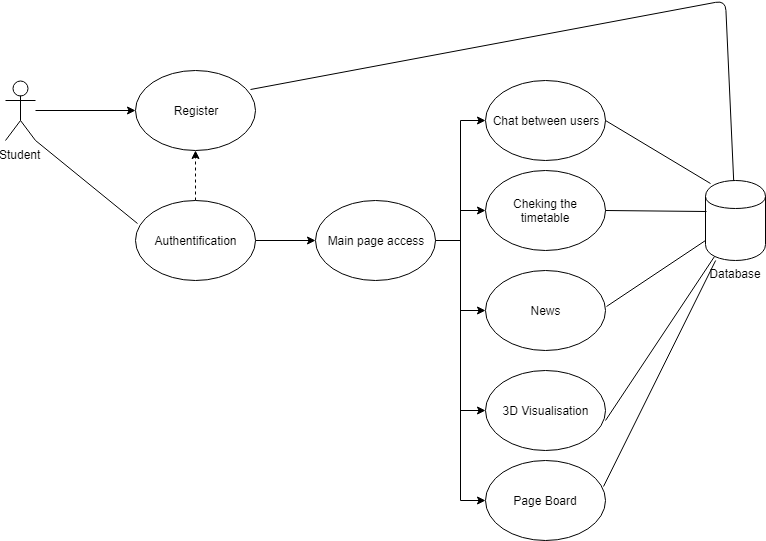 Register
Student
Authentification
Main page access
Chat between users
Cheking the
timetable
News
3D Visualisation
Page Board
Database